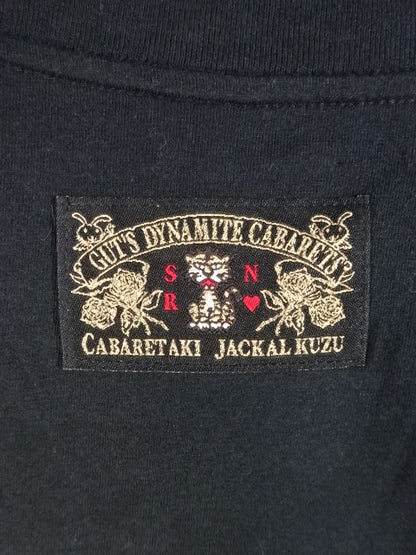 GUT'S DYNAMITE CABARETS
S N
R ♥
CABARETAKI JACKAL KUZU